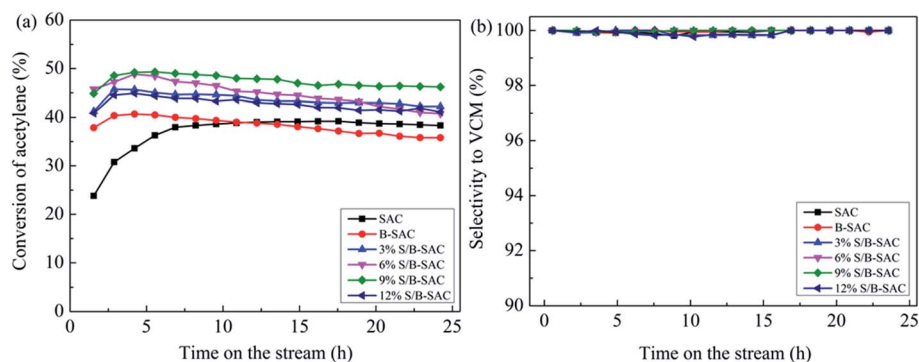 (a)
60
50
40
30
20
10
0
Conversion of acetylene (%)
SAC
B-SAC
3% S/B-SAC
6% S/B-SAC
9% S/B-SAC
12% S/B-SAC
0 5 10 15 20 25
Time on the stream (h)
(b)
100
98
96
94
92
90
Selectivity to VCM (%)
SAC
B-SAC
3% S/B-SAC
6% S/B-SAC
9% S/B-SAC
12% S/B-SAC
0 5 10 15 20 25
Time on the stream (h)